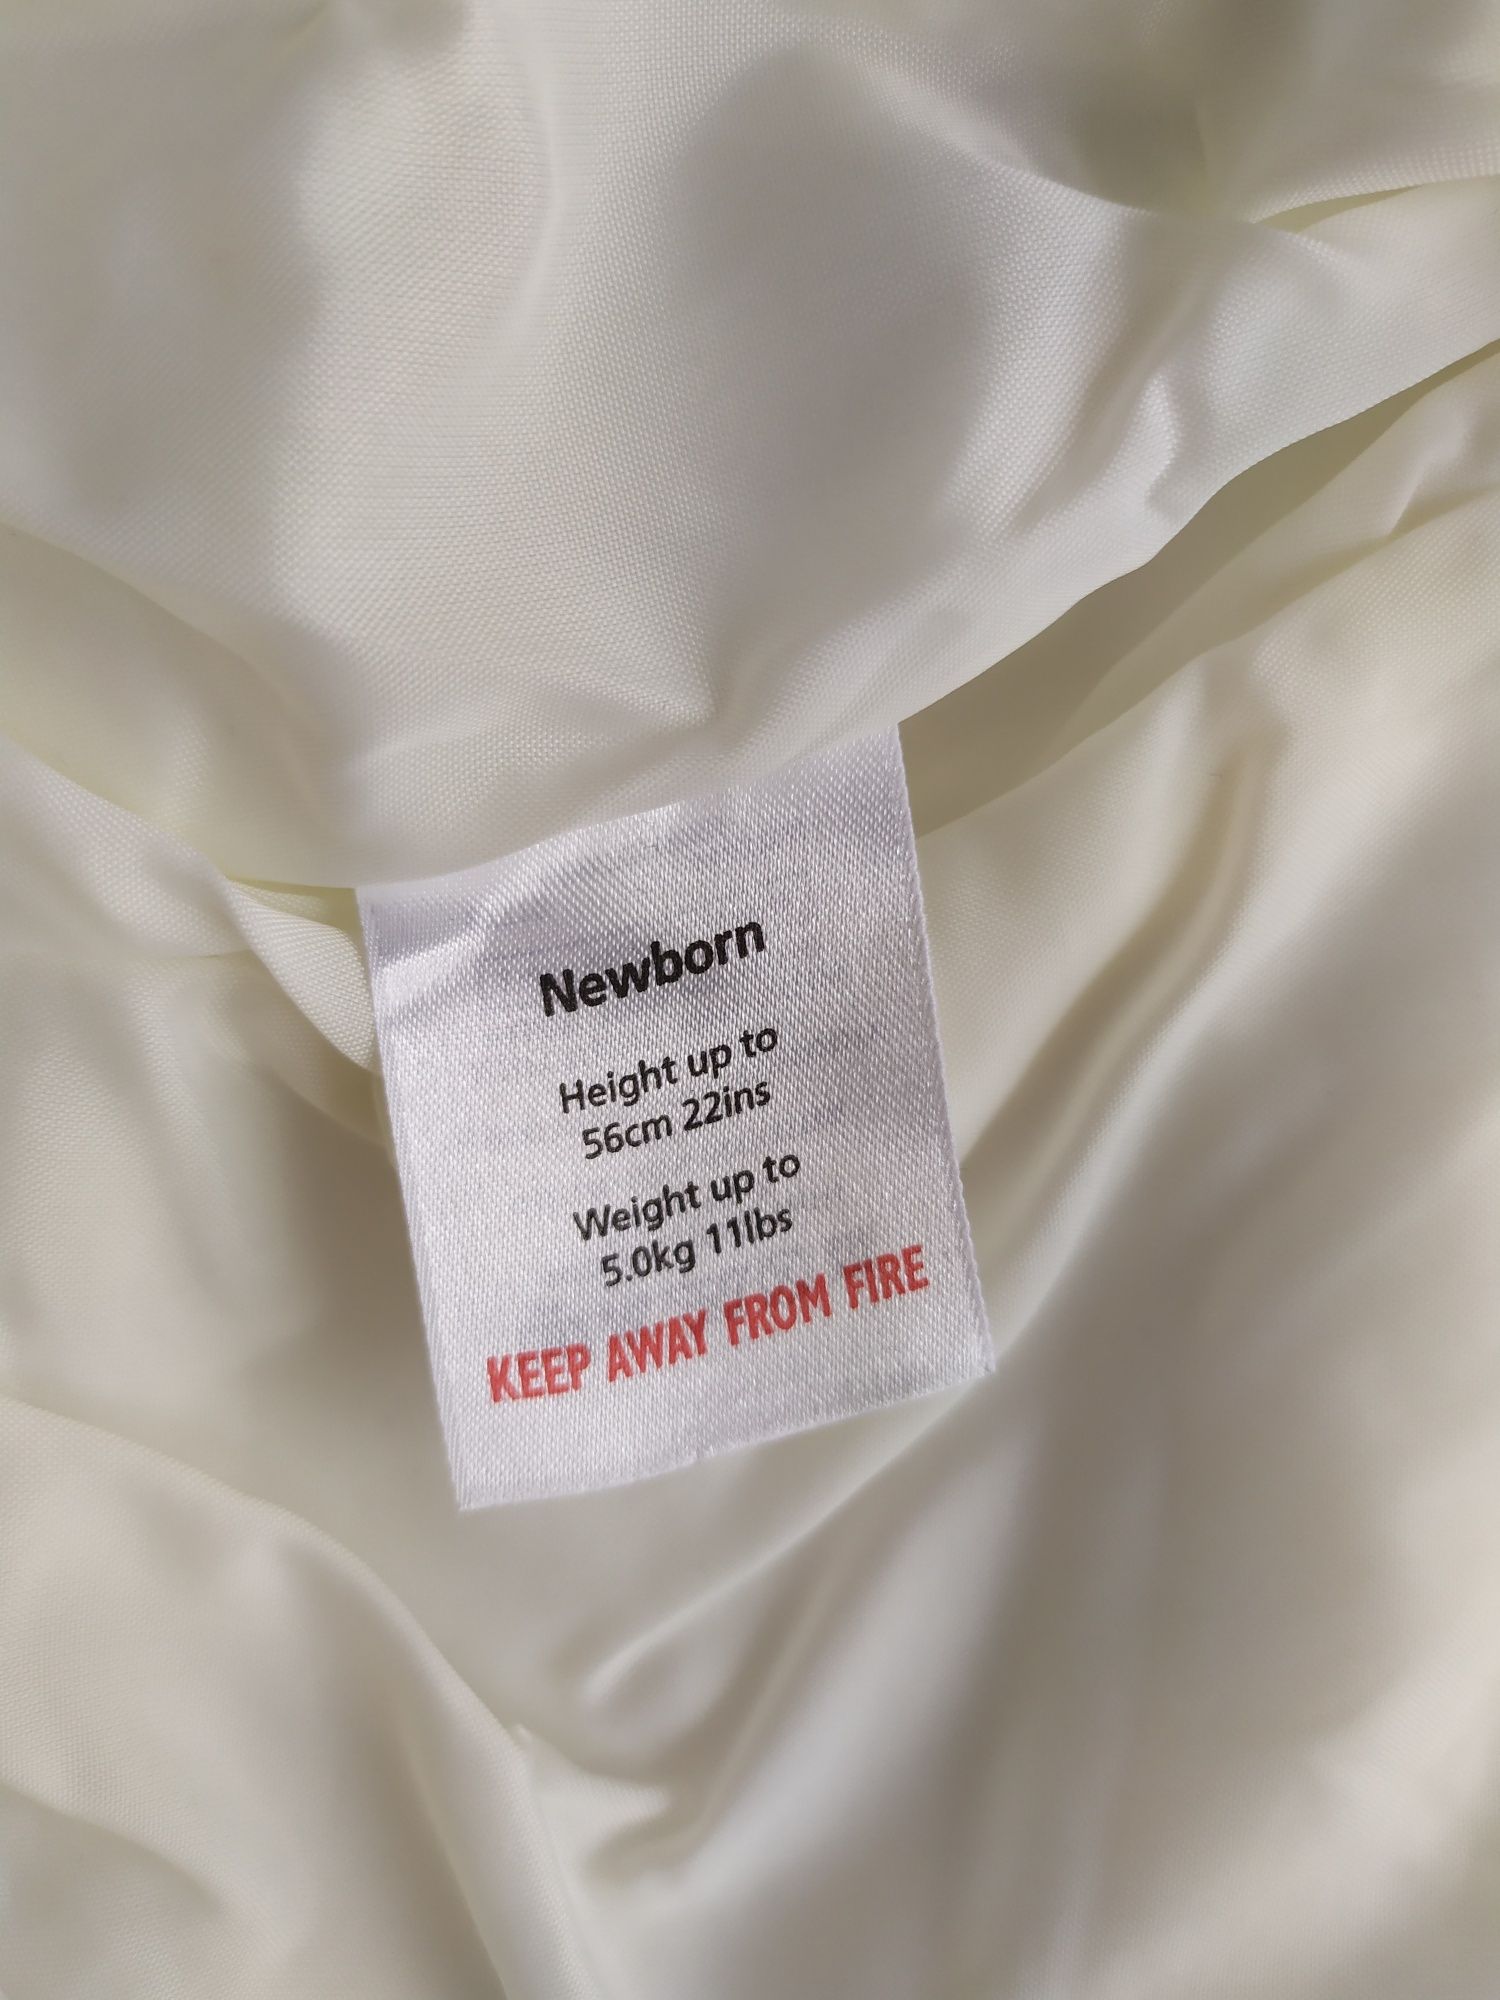 Newborn
Height up to
56cm 22ins
Weight up to
5.0kg 11lbs
KEEP AWAY FROM FIRE